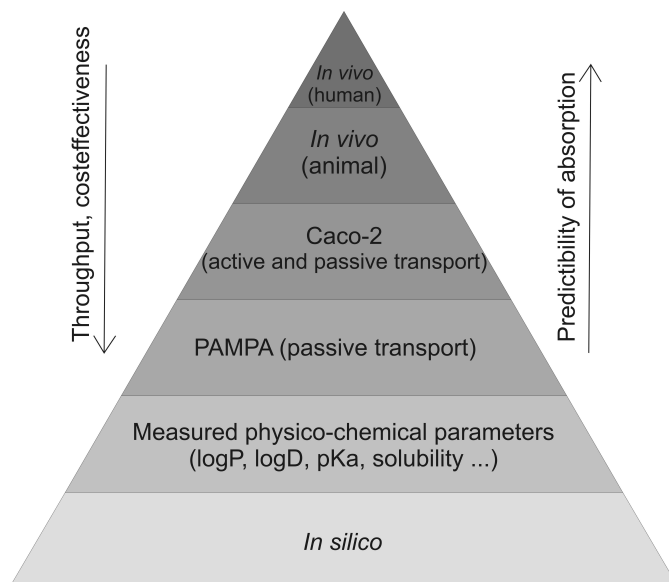 Throughput, costeffectiveness
Predictibility of absorption
In vivo
(human)
In vivo
(animal)
Caco-2
(active and passive transport)
PAMPA (passive transport)
Measured physico-chemical parameters
(logP, logD, pKa, solubility ...)
In silico